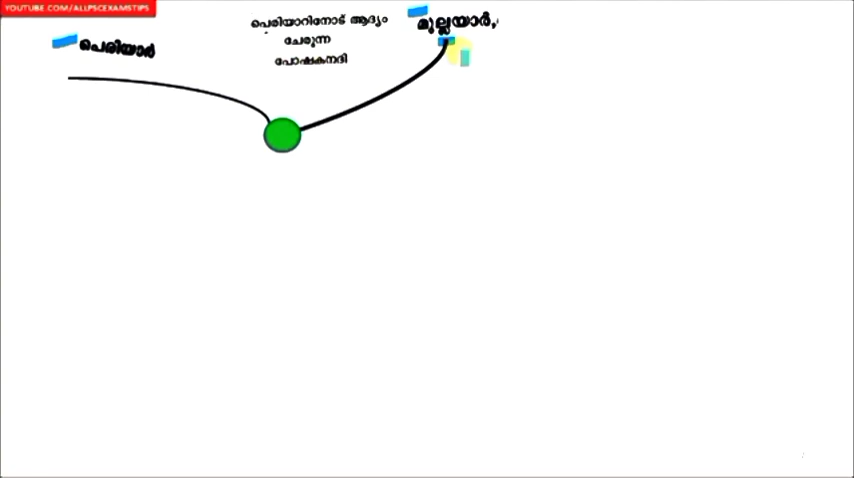 YOUTUBE.COM/ALLPSCEXAMSTIPS
പെരിയാറിനോട് ആദ്യം
ചേരുന്ന
പോഷകനദി
മുല്ലയാർ,
പെരിയാർ